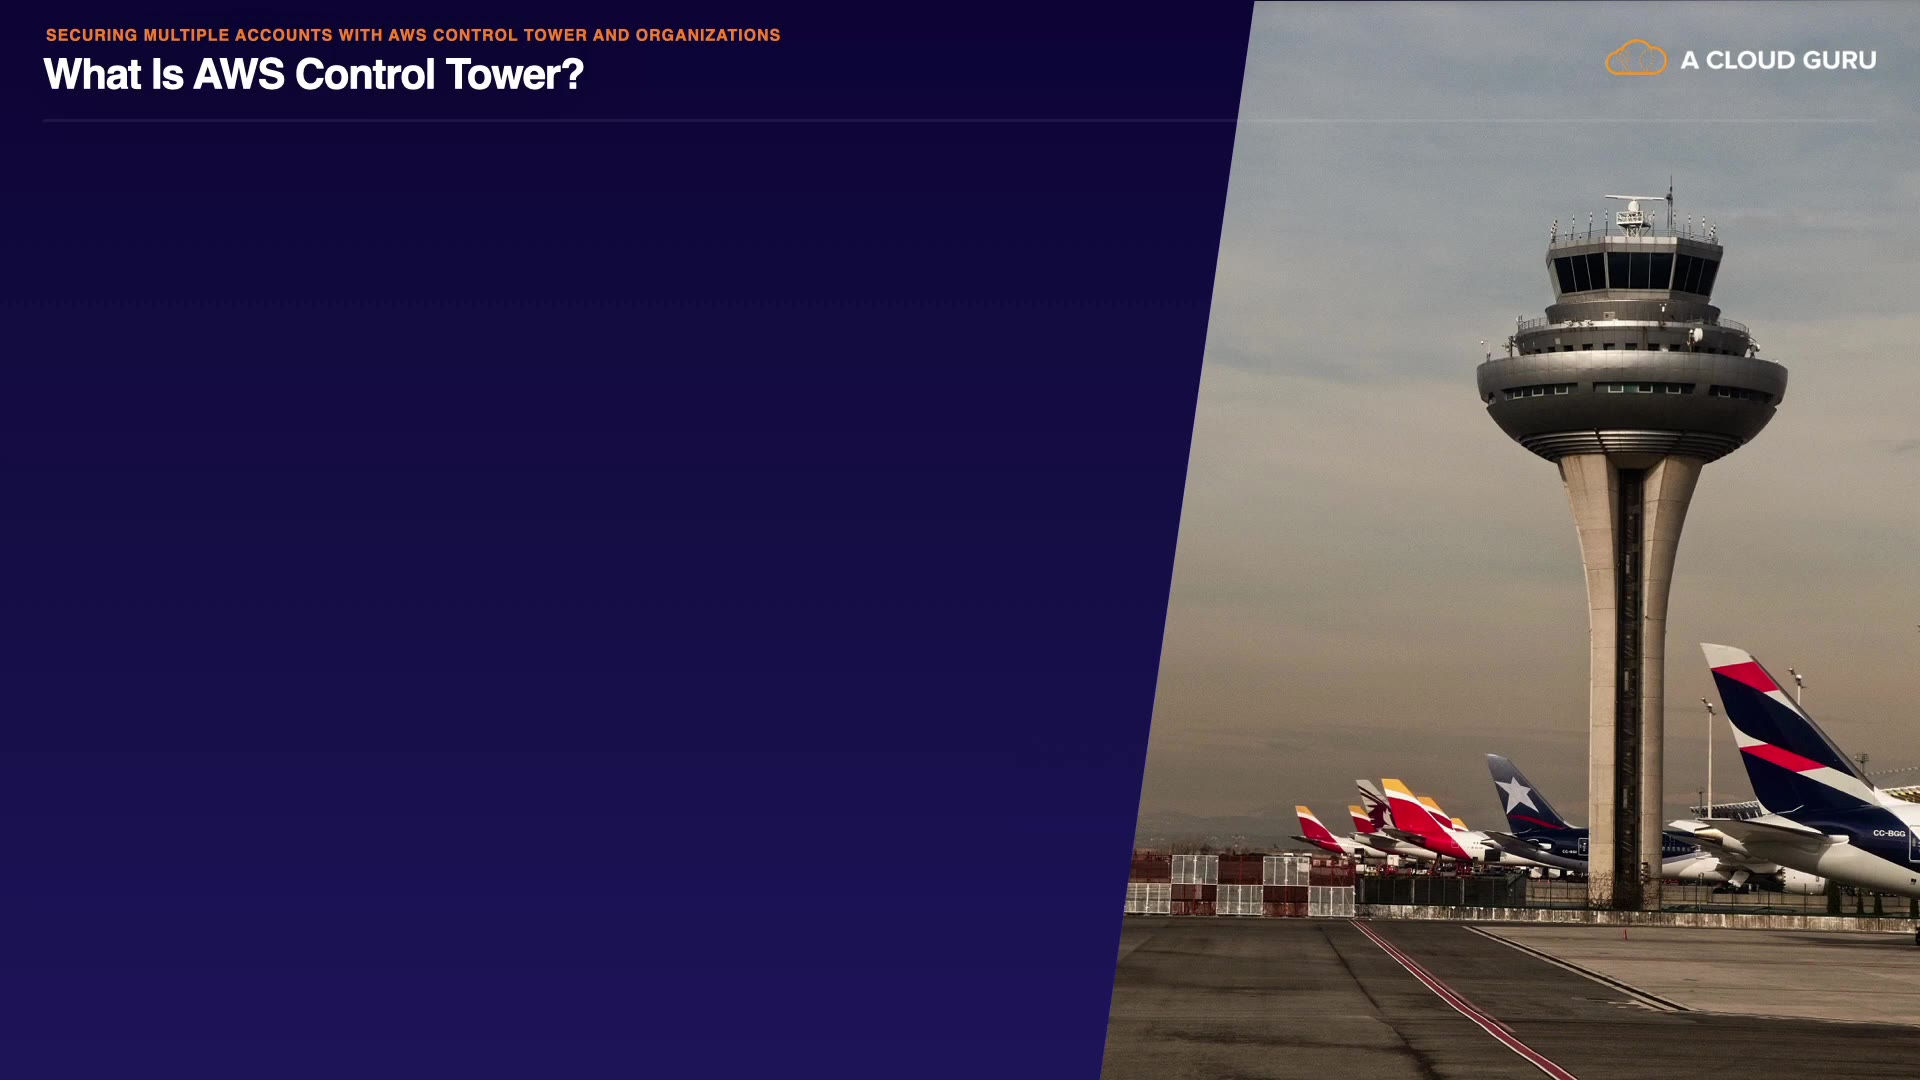 SECURING MULTIPLE ACCOUNTS WITH AWS CONTROL TOWER AND ORGANIZATIONS
What Is AWS Control Tower?
A CLOUD GURU
CC-BGG